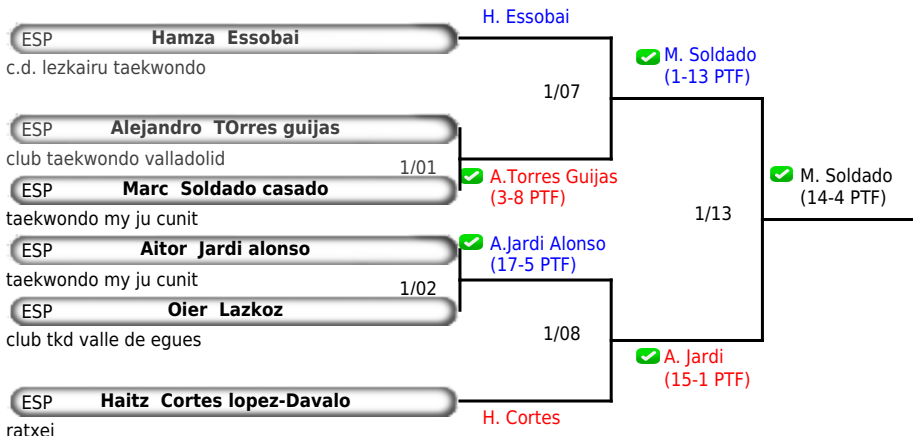 H. Essobai
ESP Hamza Essobai
c.d. lezkairu taekwondo
M. Soldado
(1-13 PTF)
1/07
ESP Alejandro TOrres guijas
club taekwondo valladolid
1/01
A.Torres Guijas
(3-8 PTF)
ESP Marc Soldado casado
taekwondo my ju cunit
M. Soldado
(14-4 PTF)
1/13
ESP Aitor Jardi alonso
taekwondo my ju cunit
A.Jardi Alonso
(17-5 PTF)
1/02
ESP Oier Lazkoz
club tkd valle de egues
1/08
A. Jardi
(15-1 PTF)
ESP Haitz Cortes lopez-Davalo
H. Cortes
ratxei